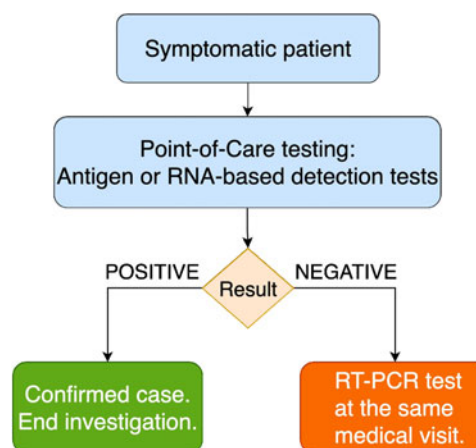 Symptomatic patient
Point-of-Care testing:
Antigen or RNA-based detection tests
POSITIVE
NEGATIVE
Result
Confirmed case.
End investigation.
RT-PCR test
at the same
medical visit.